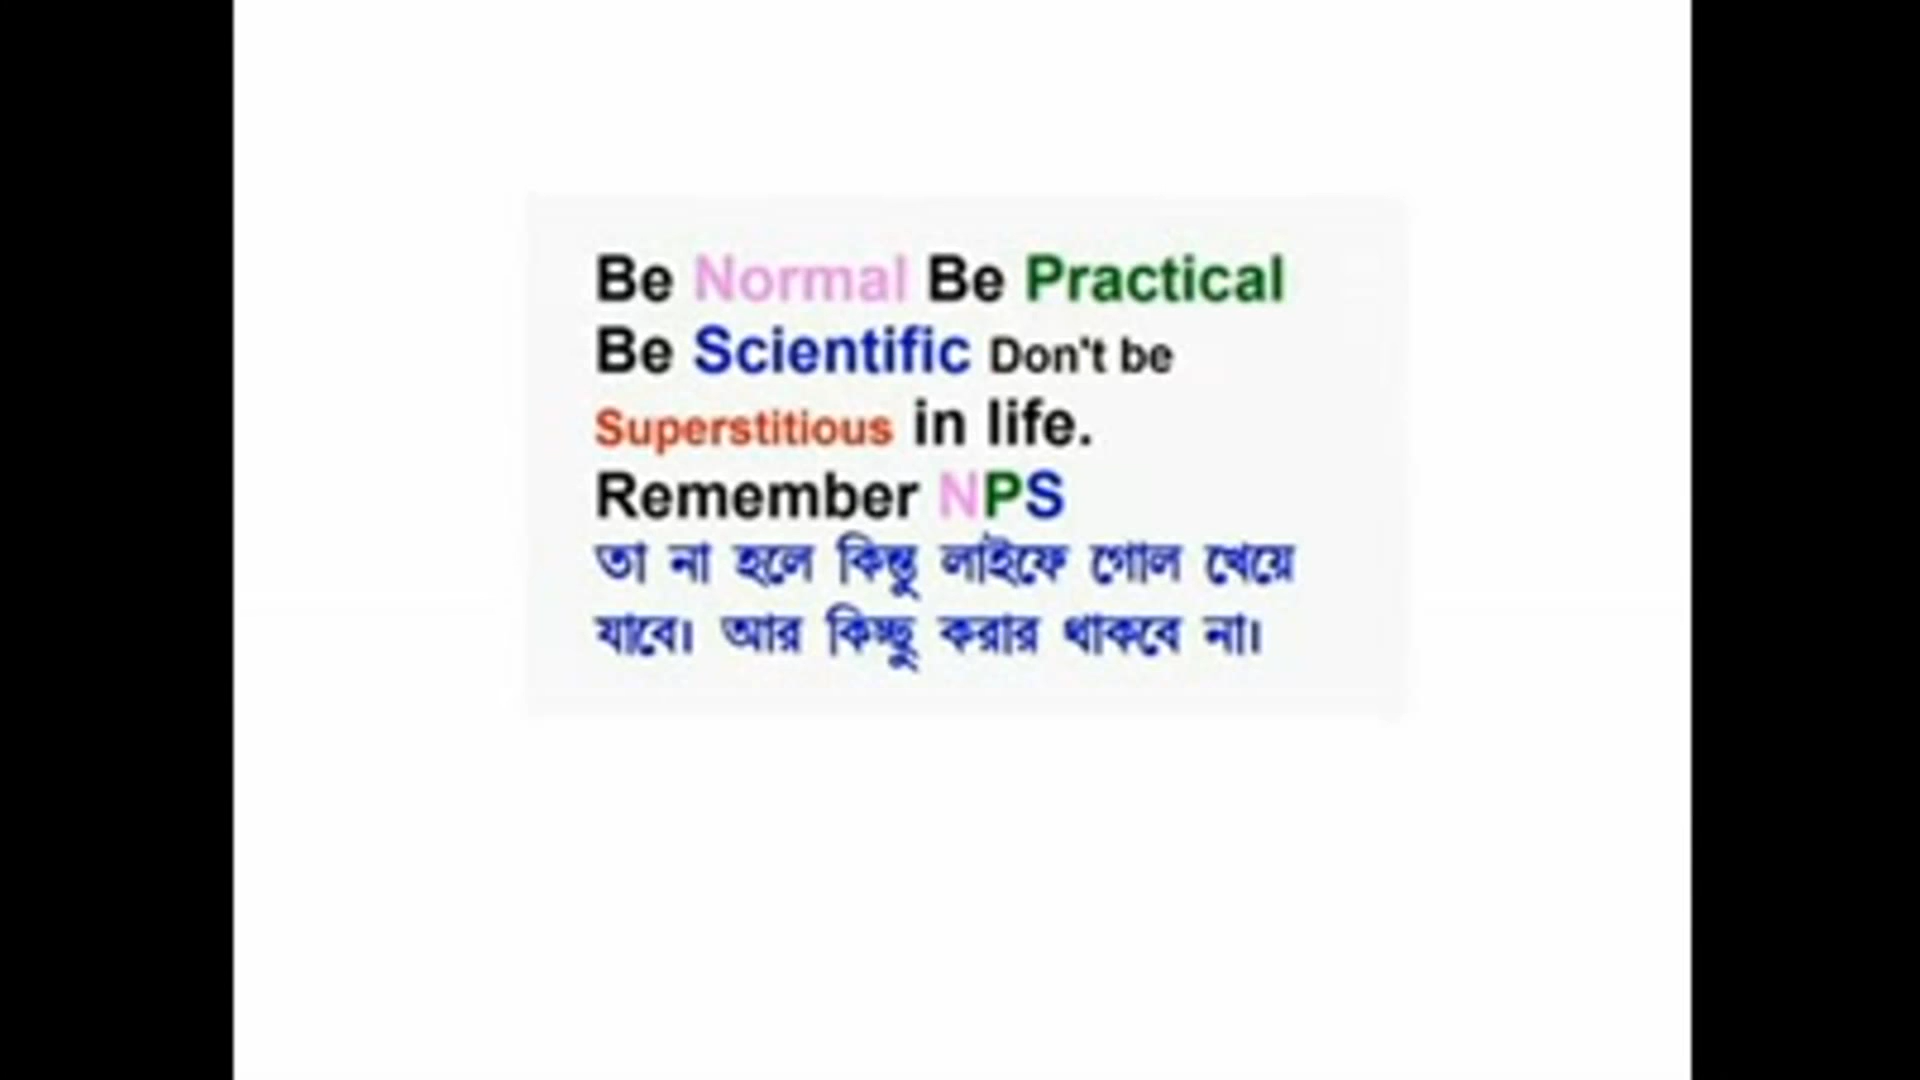 Be Normal Be Practical
Be Scientific Don't be
Superstitious in life.
Remember NPS
তা না হলে কিন্তু লাইফে গোল খেয়ে
যাবে। আর কিচ্ছু করার থাকবে না।